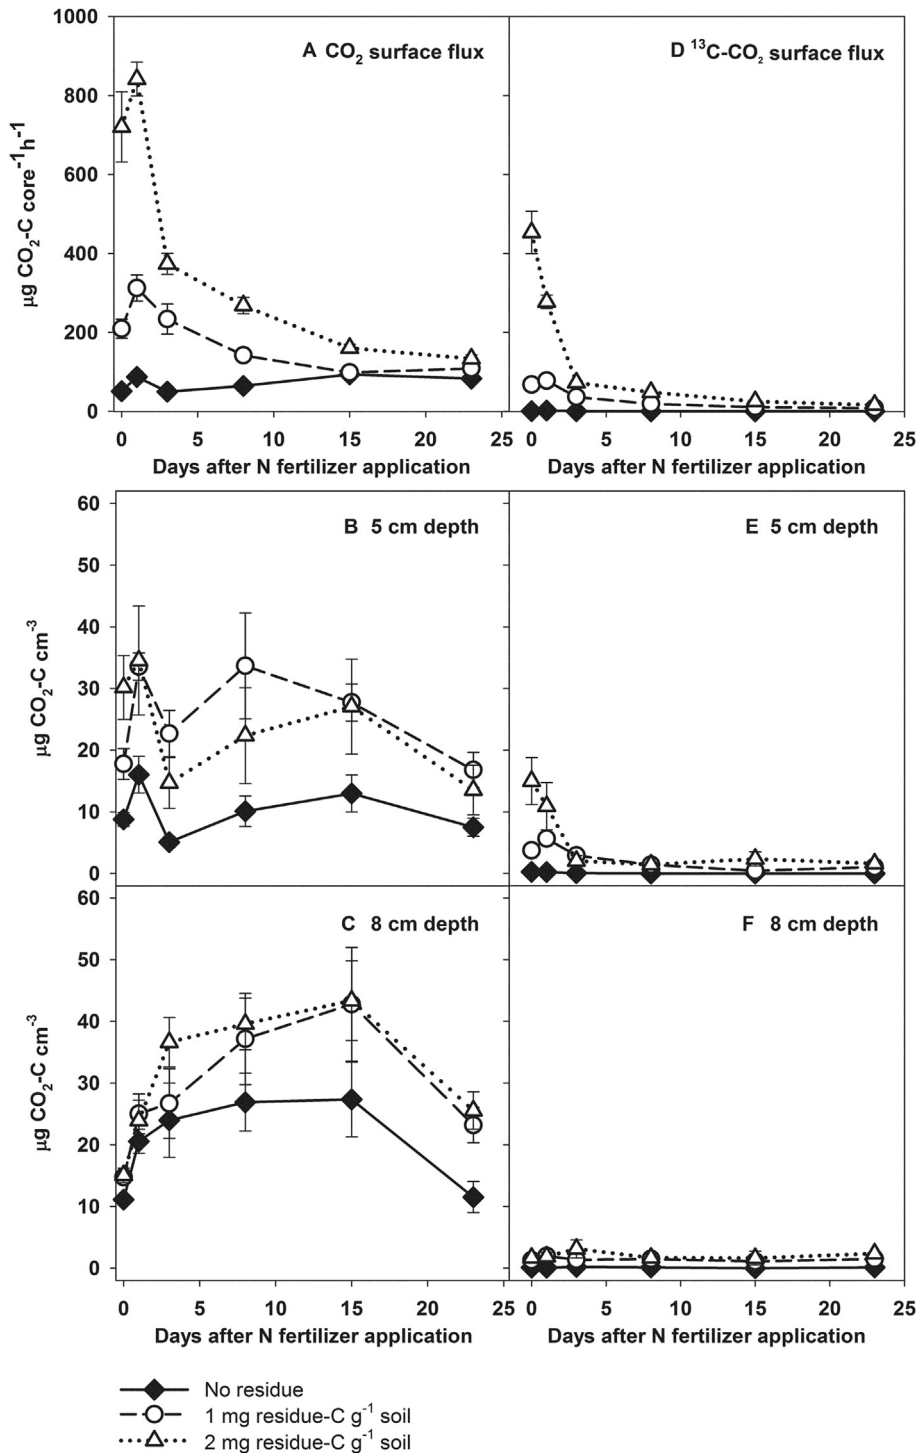 A CO₂ surface flux
D ¹³C-CO₂ surface flux
1000
800
600
400
200
0
μg CO₂-C core⁻¹h⁻¹
0 5 10 15 20 25
0 5 10 15 20 25
Days after N fertilizer application
Days after N fertilizer application
B 5 cm depth
E 5 cm depth
60
50
40
30
20
10
0
μg CO₂-C cm⁻³
C 8 cm depth
F 8 cm depth
60
50
40
30
20
10
0
μg CO₂-C cm⁻³
0 5 10 15 20 25
0 5 10 15 20 25
Days after N fertilizer application
Days after N fertilizer application
No residue
1 mg residue-C g⁻¹ soil
2 mg residue-C g⁻¹ soil